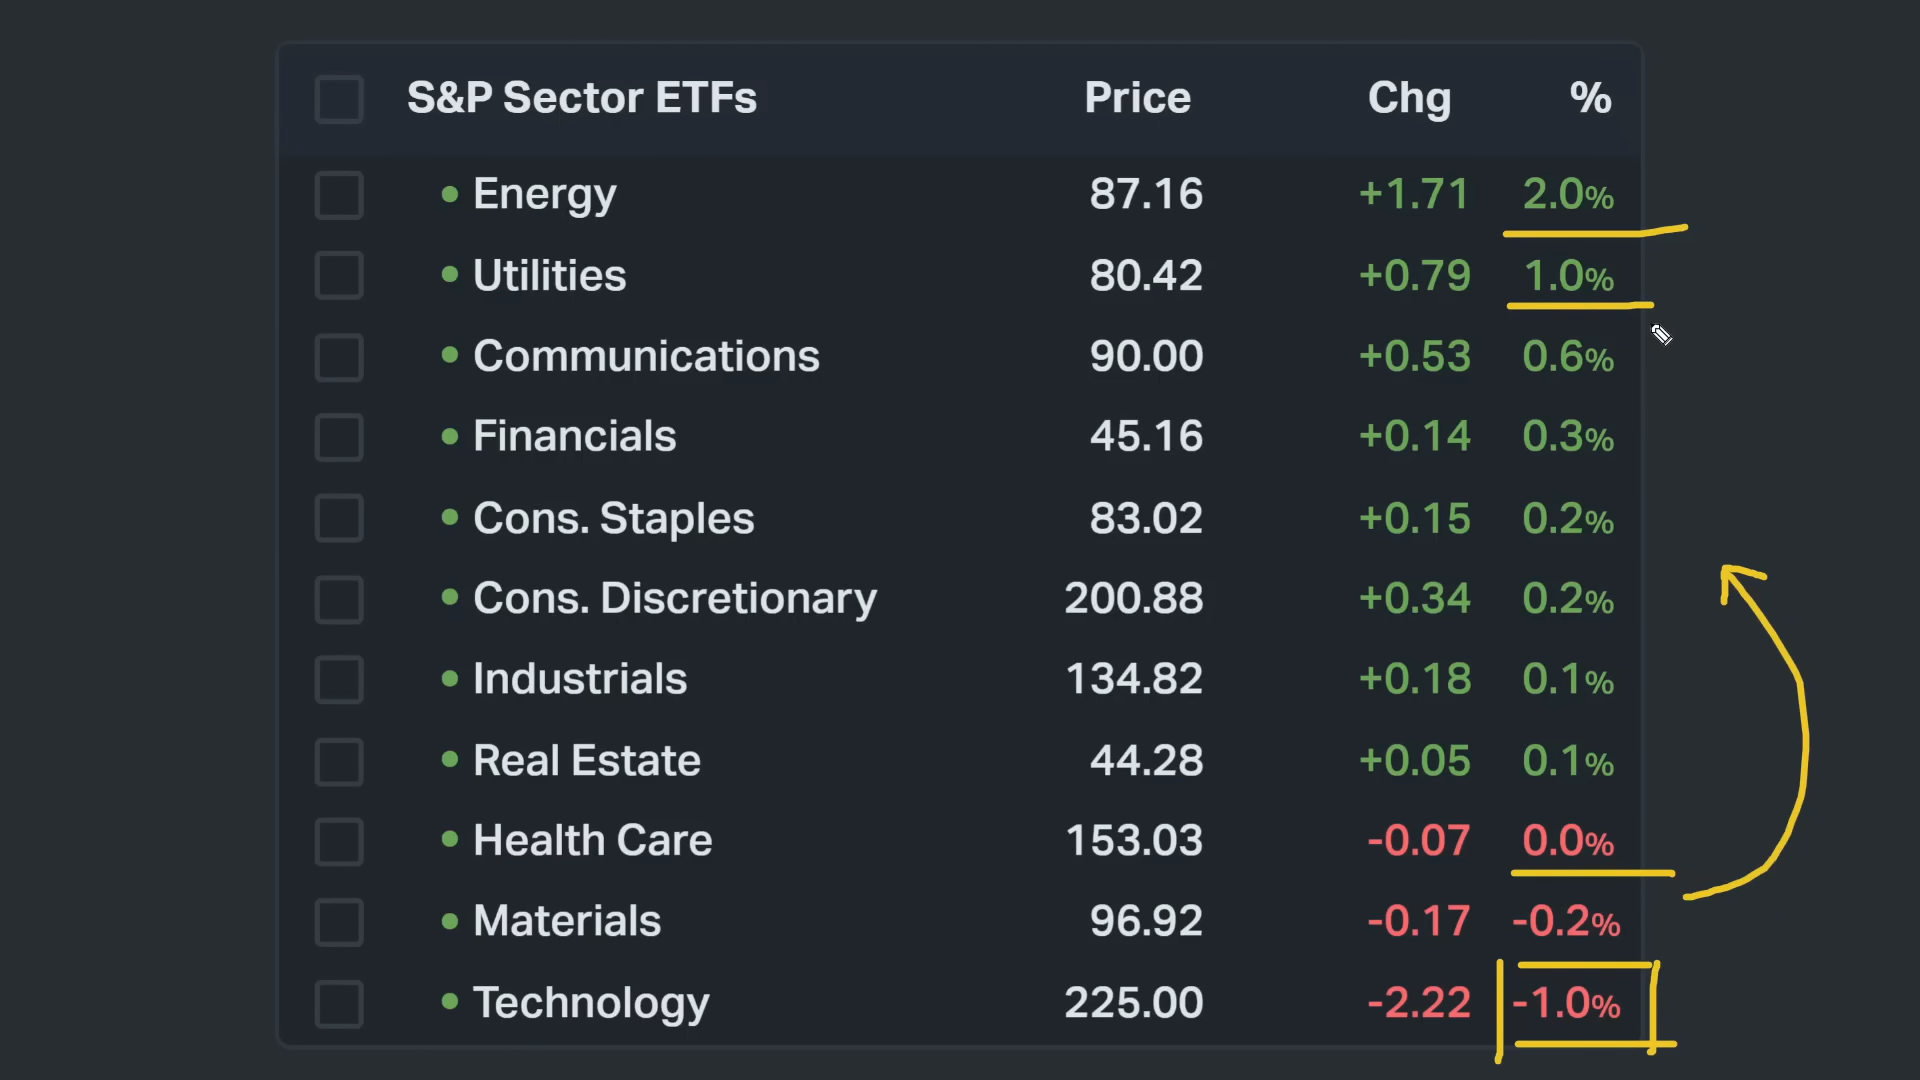 S&P Sector ETFs Price Chg %
Energy 87.16 +1.71 2.0%
Utilities 80.42 +0.79 1.0%
Communications 90.00 +0.53 0.6%
Financials 45.16 +0.14 0.3%
Cons. Staples 83.02 +0.15 0.2%
Cons. Discretionary 200.88 +0.34 0.2%
Industrials 134.82 +0.18 0.1%
Real Estate 44.28 +0.05 0.1%
Health Care 153.03 -0.07 0.0%
Materials 96.92 -0.17 -0.2%
Technology 225.00 -2.22 -1.0%